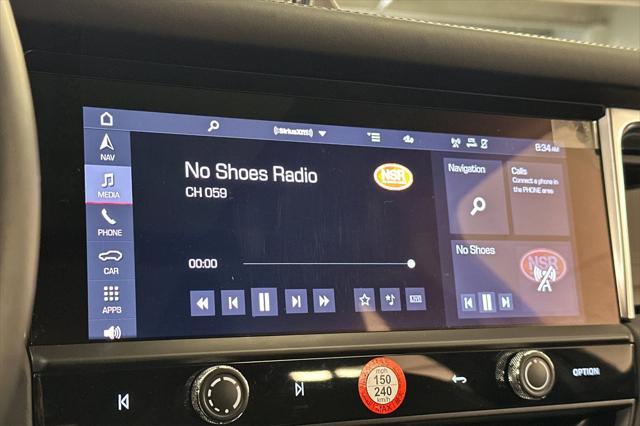 ((SiriusXM))
8:34 AM
NAV
MEDIA
PHONE
CAR
APPS
No Shoes Radio
CH 059
NSR
00:00
Navigation
Calls
Connect a phone in
the PHONE area
No Shoes
NSR
mph
150
240
km/h
OPTION